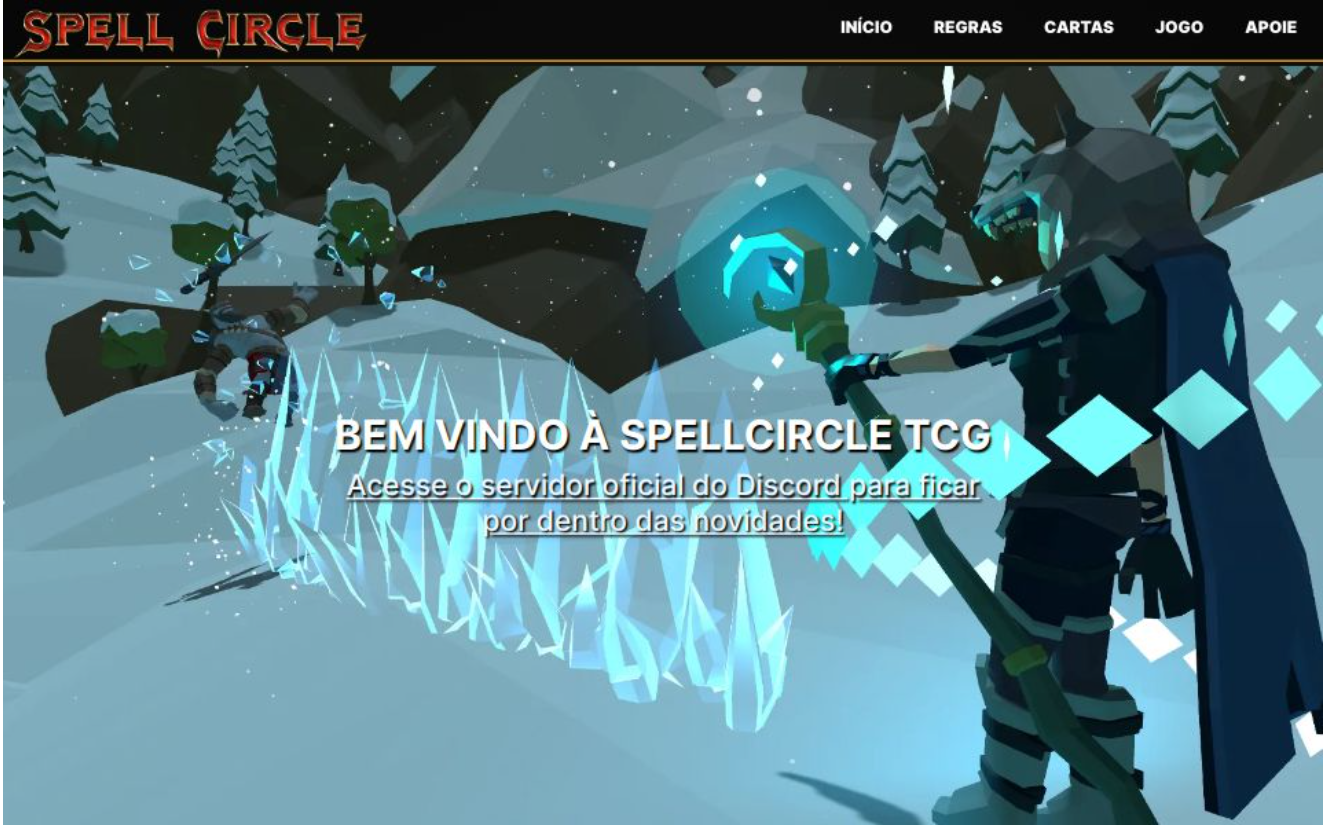 SPELL CIRCLE
INÍCIO REGRAS CARTAS JOGO APOIE
BEM VINDO À SPELLCIRCLE TCG
Acesse o servidor oficial do Discord para ficar
por dentro das novidades!